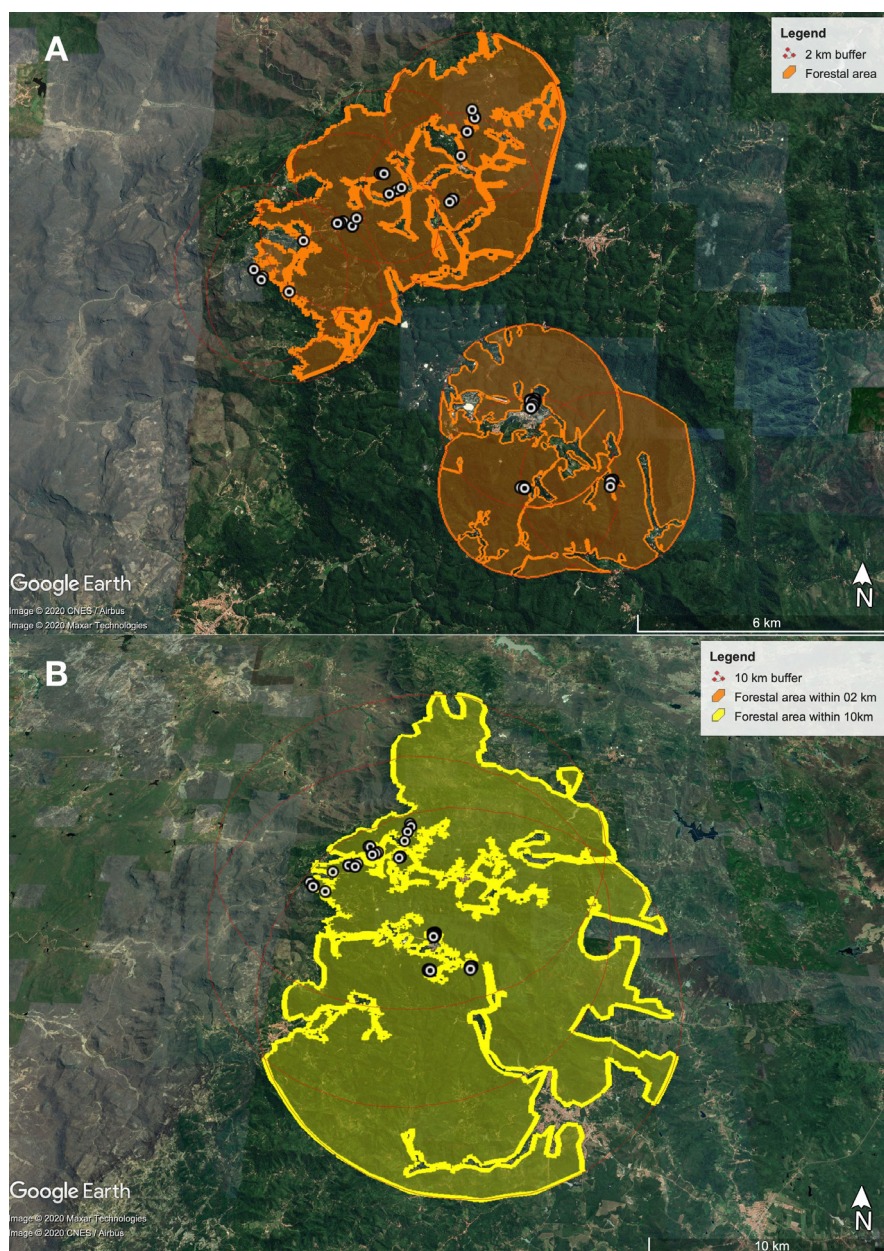 A
Legend
2 km buffer
Forestal area
Google Earth
Image © 2020 CNES / Airbus
Image © 2020 Maxar Technologies
N
6 km
B
Legend
10 km buffer
Forestal area within 02 km
Forestal area within 10km
Google Earth
Image © 2020 Maxar Technologies
Image © 2020 CNES / Airbus
N
10 km